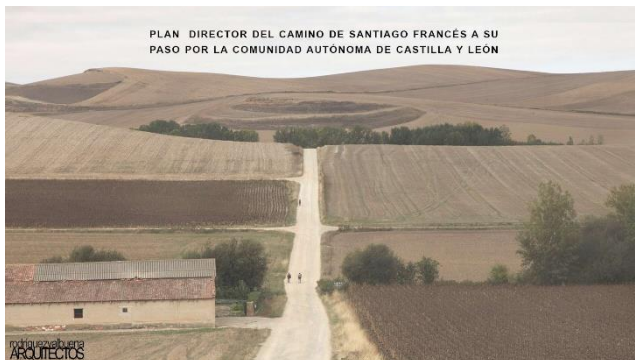 PLAN DIRECTOR DEL CAMINO DE SANTIAGO FRANCÉS A SU
PASO POR LA COMUNIDAD AUTÓNOMA DE CASTILLA Y LEÓN
rodriguezvalbuena
ARQUITECTOS